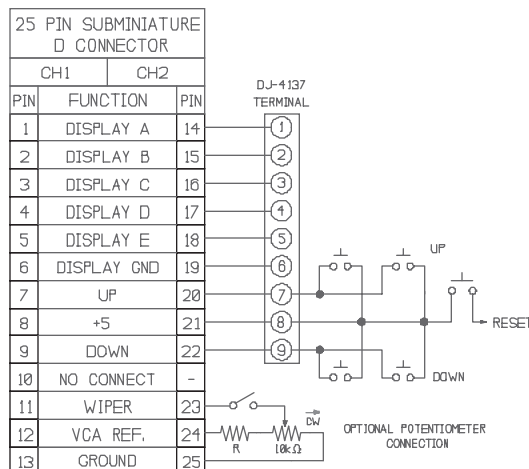 25 PIN SUBMINIATURE
D CONNECTOR
CH1 CH2
PIN FUNCTION PIN
1 DISPLAY A 14
2 DISPLAY B 15
3 DISPLAY C 16
4 DISPLAY D 17
5 DISPLAY E 18
6 DISPLAY GND 19
7 UP 20
8 +5 21
9 DOWN 22
10 NO CONNECT -
11 WIPER 23
12 VCA REF. 24
13 GROUND 25
DJ-4137
TERMINAL
1
2
3
4
5
6
7
8
9
UP
RESET
DOWN
CW
R 10kΩ
OPTIONAL POTENTIOMETER
CONNECTION